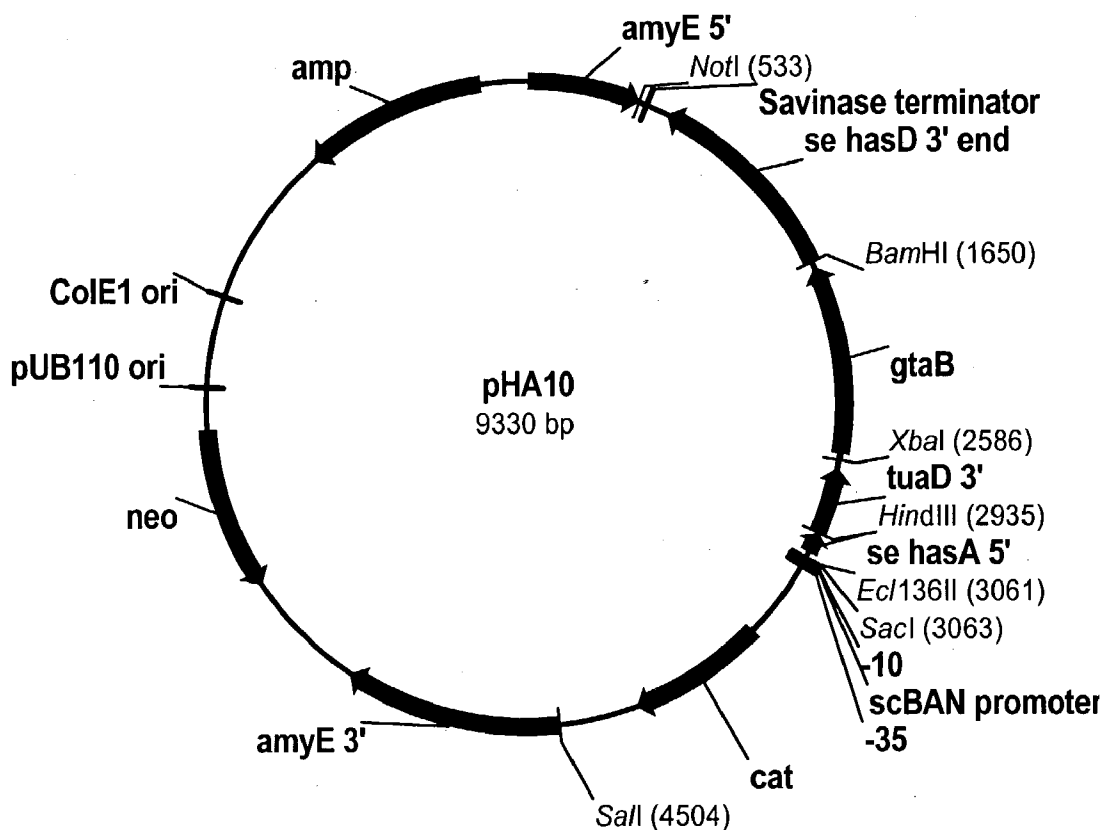 amyE 5'
amp
NotI (533)
Savinase terminator
se hasD 3' end
BamHI (1650)
ColE1 ori
gtaB
pUB110 ori
pHA10
9330 bp
XbaI (2586)
tuaD 3'
HindIII (2935)
neo
se hasA 5'
Ecl136II (3061)
SacI (3063)
-10
scBAN promoter
-35
amyE 3'
cat
SalI (4504)